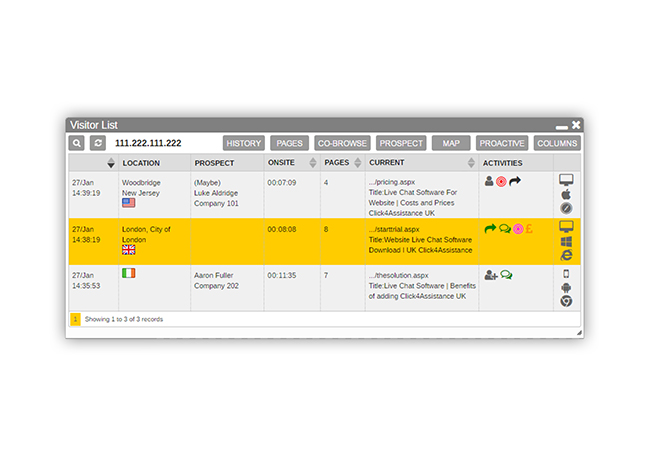 Visitor List
111.222.111.222 HISTORY PAGES CO-BROWSE PROSPECT MAP PROACTIVE COLUMNS
LOCATION PROSPECT ONSITE PAGES CURRENT ACTIVITIES
27/Jan Woodbridge (Maybe) 00:07:09 4 .../pricing.aspx
14:39:19 New Jersey Luke Aldridge Title:Live Chat Software For
Company 101 Website | Costs and Prices
Click4Assistance UK
27/Jan London, City of 00:08:08 8 .../starttrial.aspx
14:38:19 London Title:Website Live Chat Software
Download | UK Click4Assistance
27/Jan Aaron Fuller 00:11:35 7 .../thesolution.aspx
14:35:53 Company 202 Title:Live Chat Software | Benefits
of adding Click4Assistance UK
1 Showing 1 to 3 of 3 records